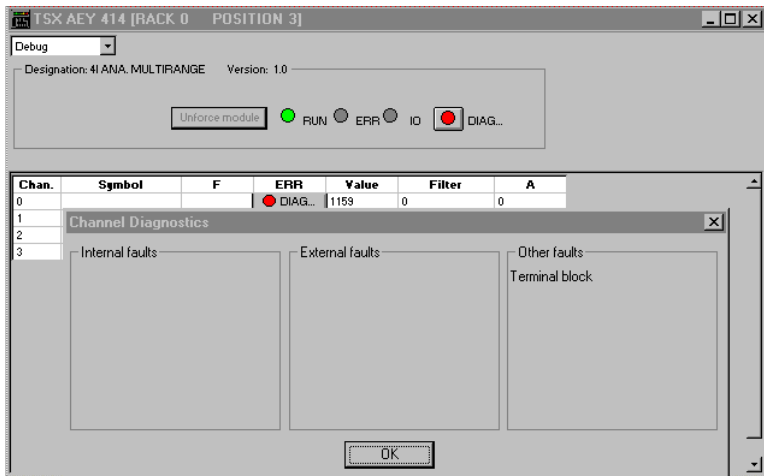 TSX AEY 414 [RACK 0 POSITION 3]
Debug
Designation: 4I ANA. MULTIRANGE Version: 1.0
Unforce module RUN ERR IO DIAG...
Chan. Symbol F ERR Value Filter A
0 DIAG... 1159 0 0
1
2
3
Channel Diagnostics
Internal faults External faults Other faults
Terminal block
OK